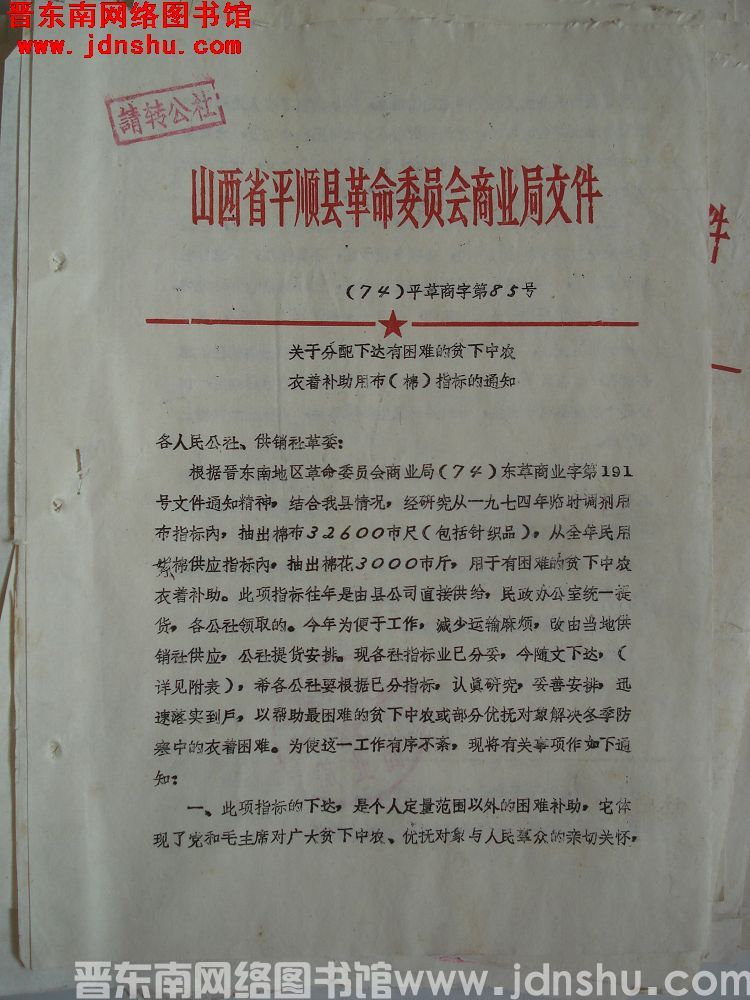 晋东南网络图书馆
www.jdnshu.com
請转公社
山西省平顺县革命委员会商业局文件
件
(74)平革商字第85号
关于分配下达有困难的贫下中农
衣着补助用布(棉)指标的通知
各人民公社、供销社革委:
根据晋东南地区革命委员会商业局(74)东革商业字第191
号文件通知精神,结合我县情况,经研究从一九七四年临时调剂用
布指标内,抽出棉布32600市尺(包括针织品),从全年民用
絮棉供应指标内,抽出棉花3000市斤,用于有困难的贫下中农
衣着补助。此项指标往年是由县公司直接供给,民政办公室统一提
货,各公社领取的。今年为便于工作,减少运输麻烦,改由当地供
销社供应,公社提货安排。现各社指标业已分妥,今随文下达,(
详见附表),希各公社要根据已分指标,认真研究,妥善安排,迅
速落实到户,以帮助最困难的贫下中农或部分优抚对象解决冬季防
寒中的衣着困难。为使这一工作有序不紊,现将有关事项作如下通
知:
一、此项指标的下达,是个人定量范围以外的困难补助,它体
现了党和毛主席对广大贫下中农、优抚对象与人民群众的亲切关怀,
晋东南网络图书馆www.jdnshu.com